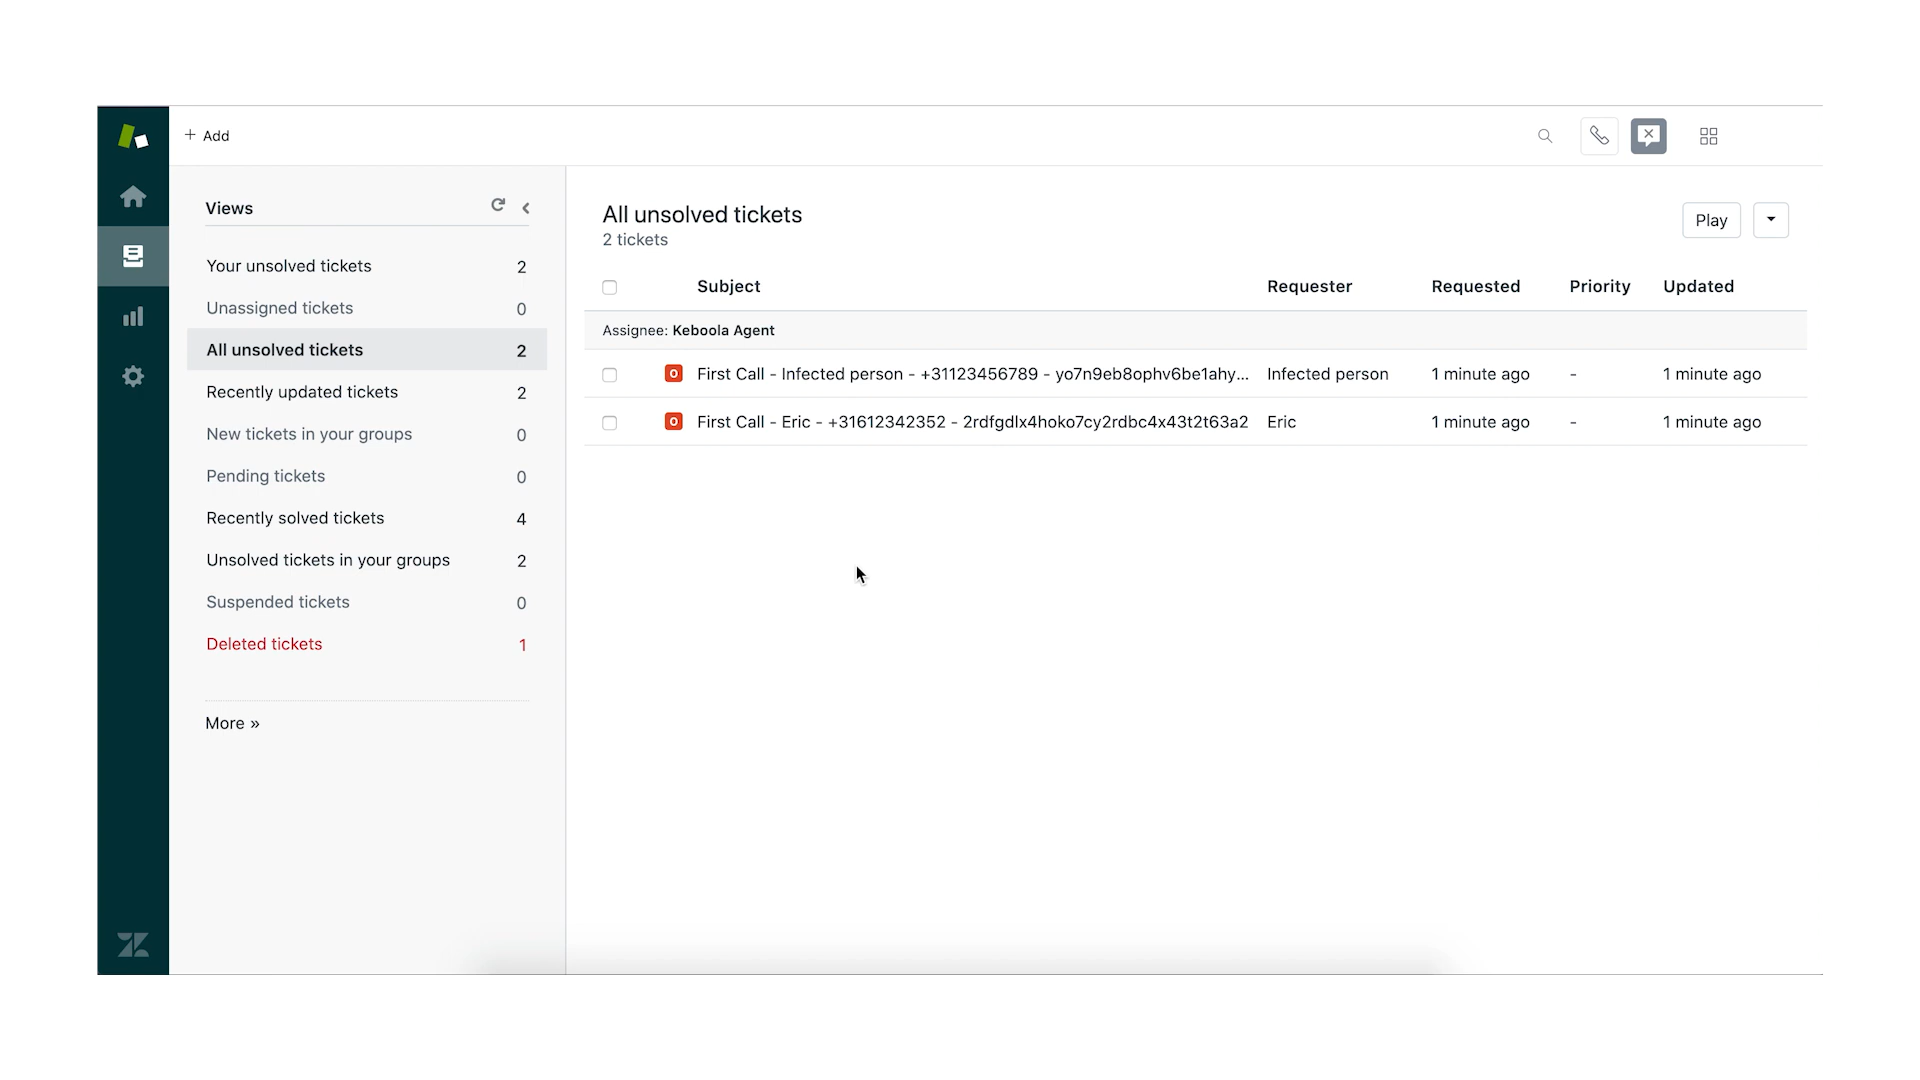 + Add
Views
Your unsolved tickets 2
Unassigned tickets 0
All unsolved tickets 2
Recently updated tickets 2
New tickets in your groups 0
Pending tickets 0
Recently solved tickets 4
Unsolved tickets in your groups 2
Suspended tickets 0
Deleted tickets 1
More »
All unsolved tickets
2 tickets
Play
Subject Requester Requested Priority Updated
Assignee: Keboola Agent
O First Call - Infected person - +31123456789 - yo7n9eb8ophv6be1ahy... Infected person 1 minute ago - 1 minute ago
O First Call - Eric - +31612342352 - 2rdfgdlx4hoko7cy2rdbc4x43t2t63a2 Eric 1 minute ago - 1 minute ago